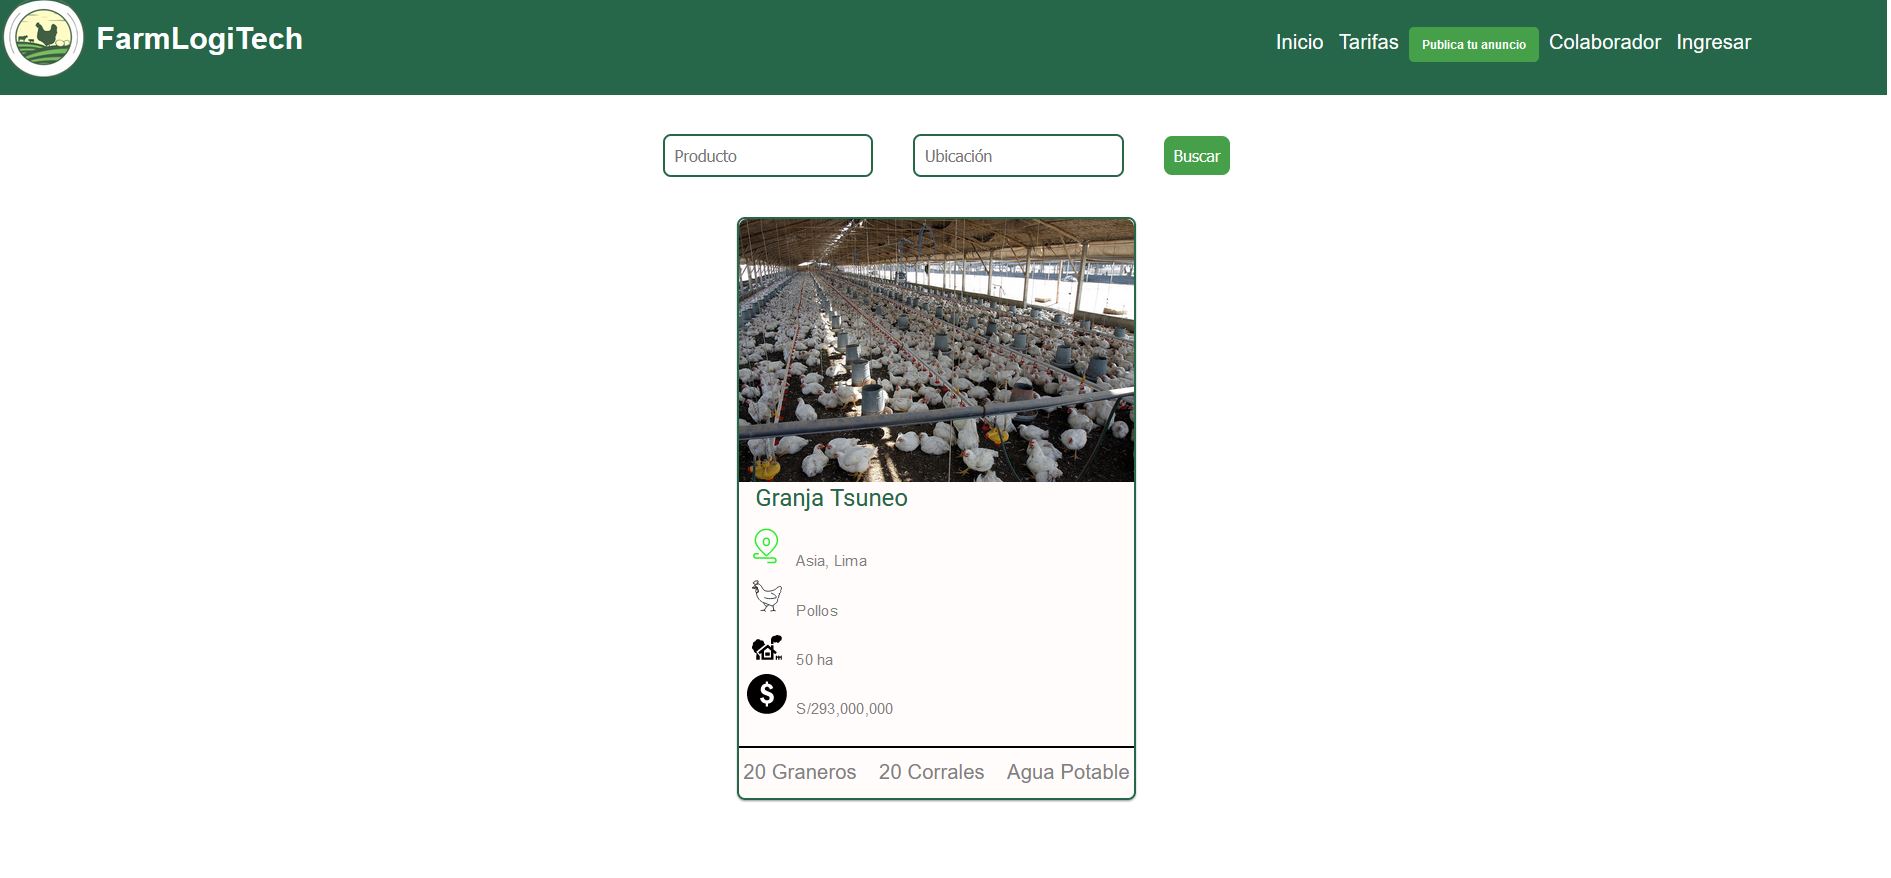 FarmLogiTech
Inicio Tarifas Publica tu anuncio Colaborador Ingresar
Producto Ubicación Buscar
Granja Tsuneo
Asia, Lima
Pollos
50 ha
$ S/293,000,000
20 Graneros 20 Corrales Agua Potable